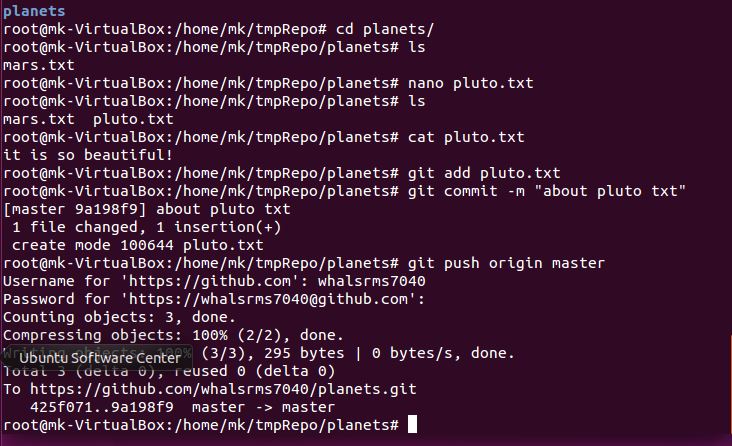 planets
root@mk-VirtualBox:/home/mk/tmpRepo# cd planets/
root@mk-VirtualBox:/home/mk/tmpRepo/planets# ls
mars.txt
root@mk-VirtualBox:/home/mk/tmpRepo/planets# nano pluto.txt
root@mk-VirtualBox:/home/mk/tmpRepo/planets# ls
mars.txt  pluto.txt
root@mk-VirtualBox:/home/mk/tmpRepo/planets# cat pluto.txt
it is so beautiful!
root@mk-VirtualBox:/home/mk/tmpRepo/planets# git add pluto.txt
root@mk-VirtualBox:/home/mk/tmpRepo/planets# git commit -m "about pluto txt"
[master 9a198f9] about pluto txt
 1 file changed, 1 insertion(+)
 create mode 100644 pluto.txt
root@mk-VirtualBox:/home/mk/tmpRepo/planets# git push origin master
Username for 'https://github.com': whalsrms7040
Password for 'https://whalsrms7040@github.com':
Counting objects: 3, done.
Compressing objects: 100% (2/2), done.
Writing objects: 100% (3/3), 295 bytes | 0 bytes/s, done.
Ubuntu Software Center
Total 3 (delta 0), reused 0 (delta 0)
To https://github.com/whalsrms7040/planets.git
   425f071..9a198f9  master -> master
root@mk-VirtualBox:/home/mk/tmpRepo/planets#